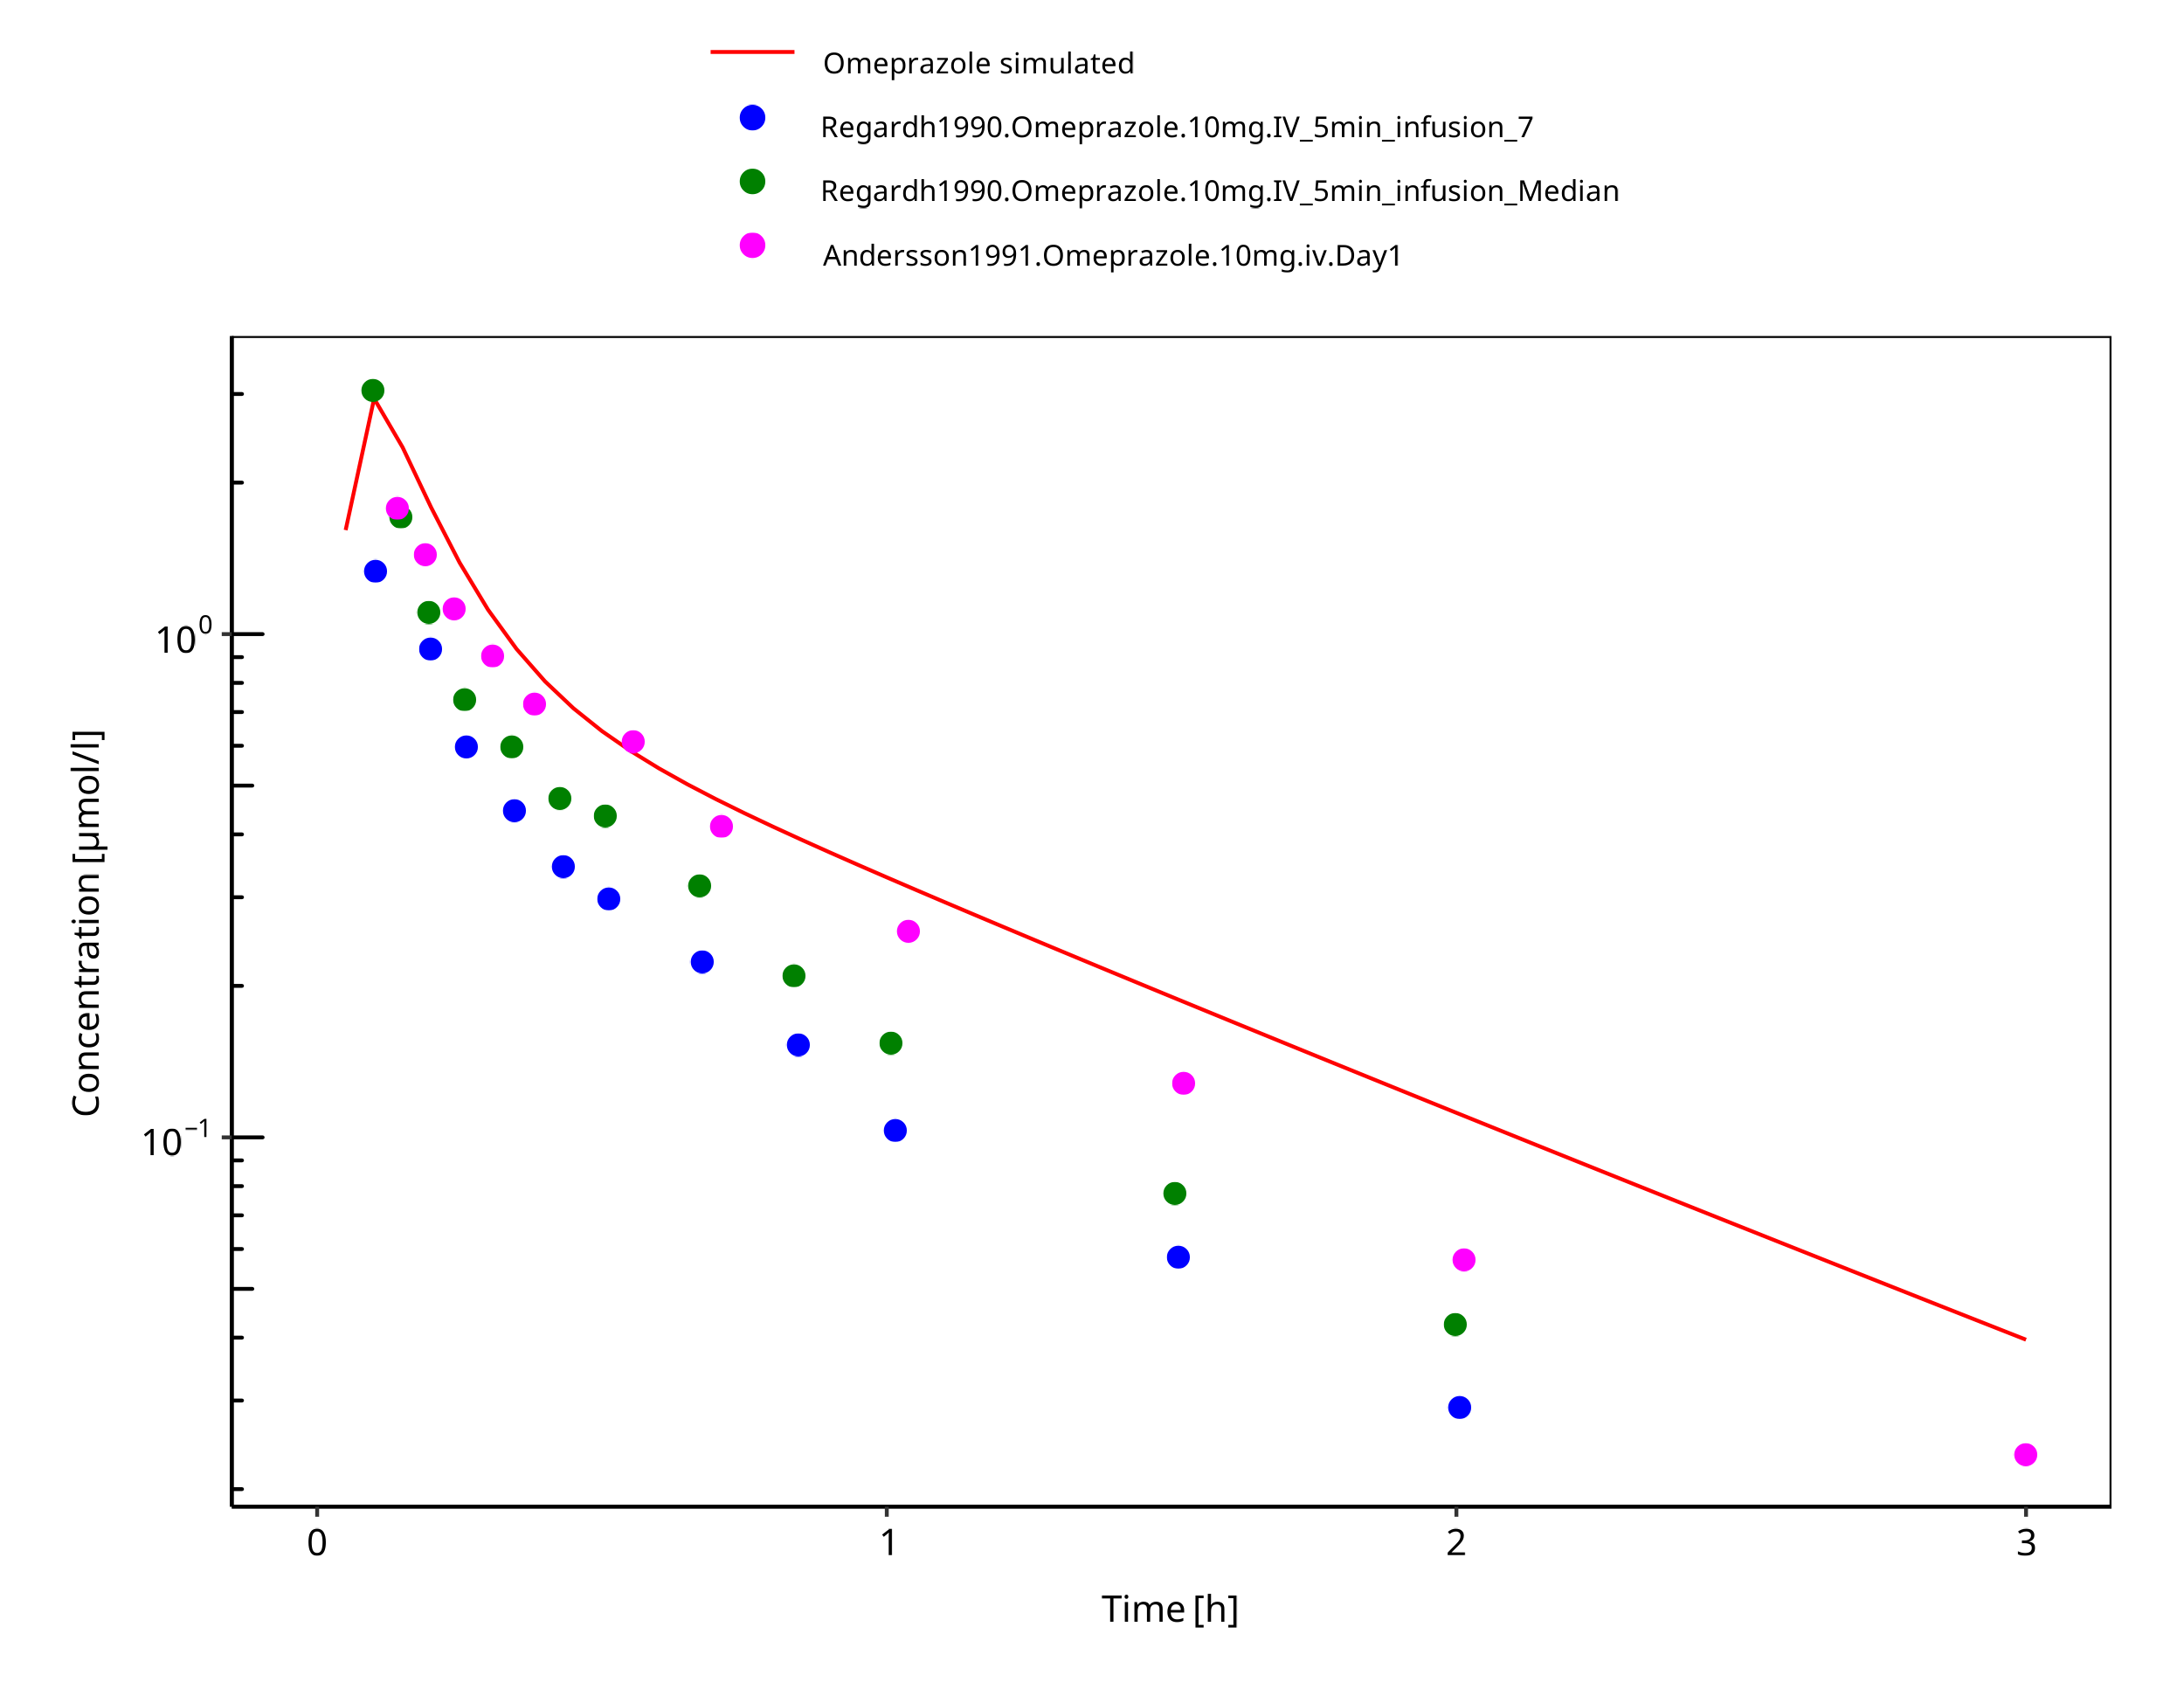 Omeprazole simulated
Regardh1990.Omeprazole.10mg.IV_5min_infusion_7
Regardh1990.Omeprazole.10mg.IV_5min_infusion_Median
Andersson1991.Omeprazole.10mg.iv.Day1
Concentration [µmol/l]
10⁰
10⁻¹
0 1 2 3
Time [h]